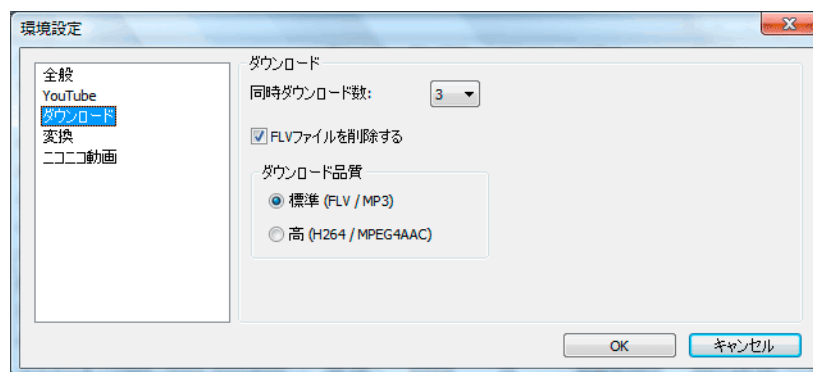 環境設定
全般
YouTube
ダウンロード
変換
ニコニコ動画
ダウンロード
同時ダウンロード数:
3
FLVファイルを削除する
ダウンロード品質
標準 (FLV / MP3)
高 (H264 / MPEG4AAC)
OK
キャンセル